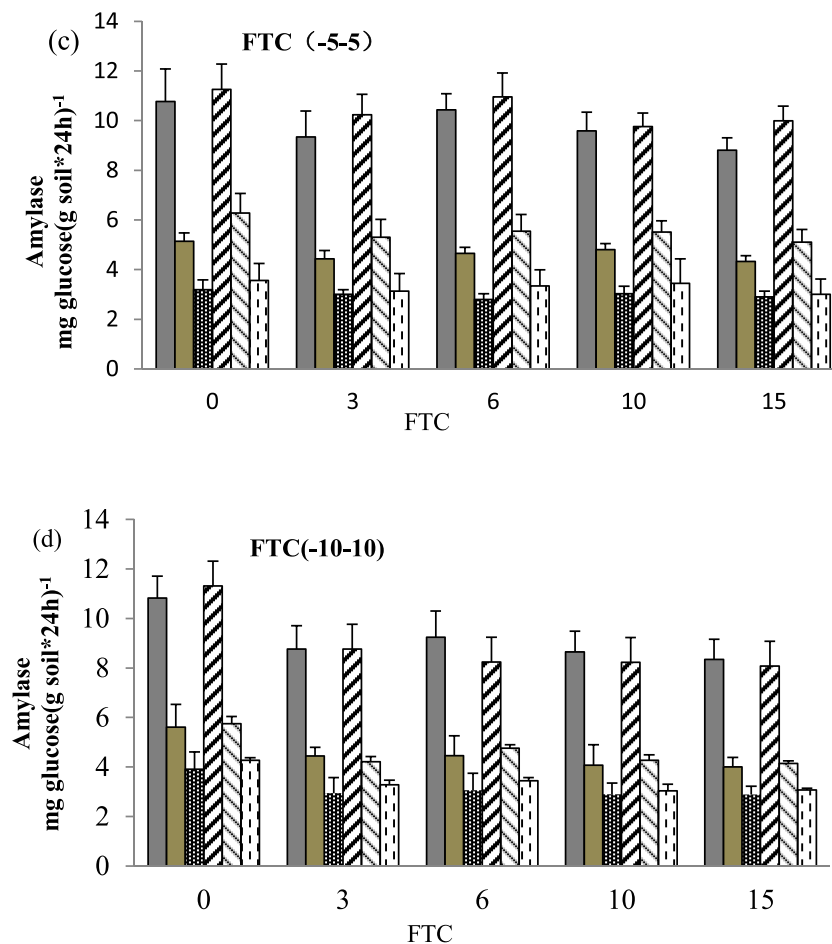 (c)
FTC（-5-5）
14
12
10
8
6
4
2
0
Amylase
mg glucose(g soil*24h)-1
0 3 6 10 15
FTC
(d)
FTC(-10-10)
14
12
10
8
6
4
2
0
Amylase
mg glucose(g soil*24h)-1
0 3 6 10 15
FTC